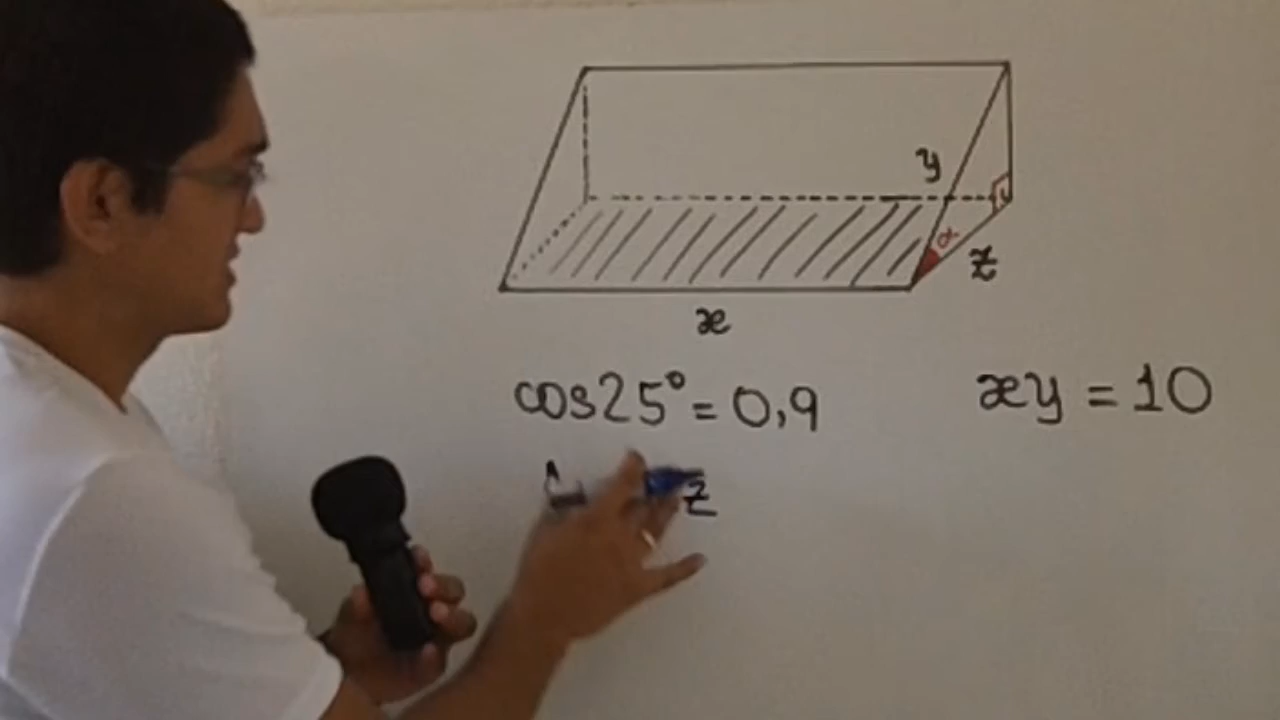 y
α
z
x
cos25° = 0,9
xy = 10
z